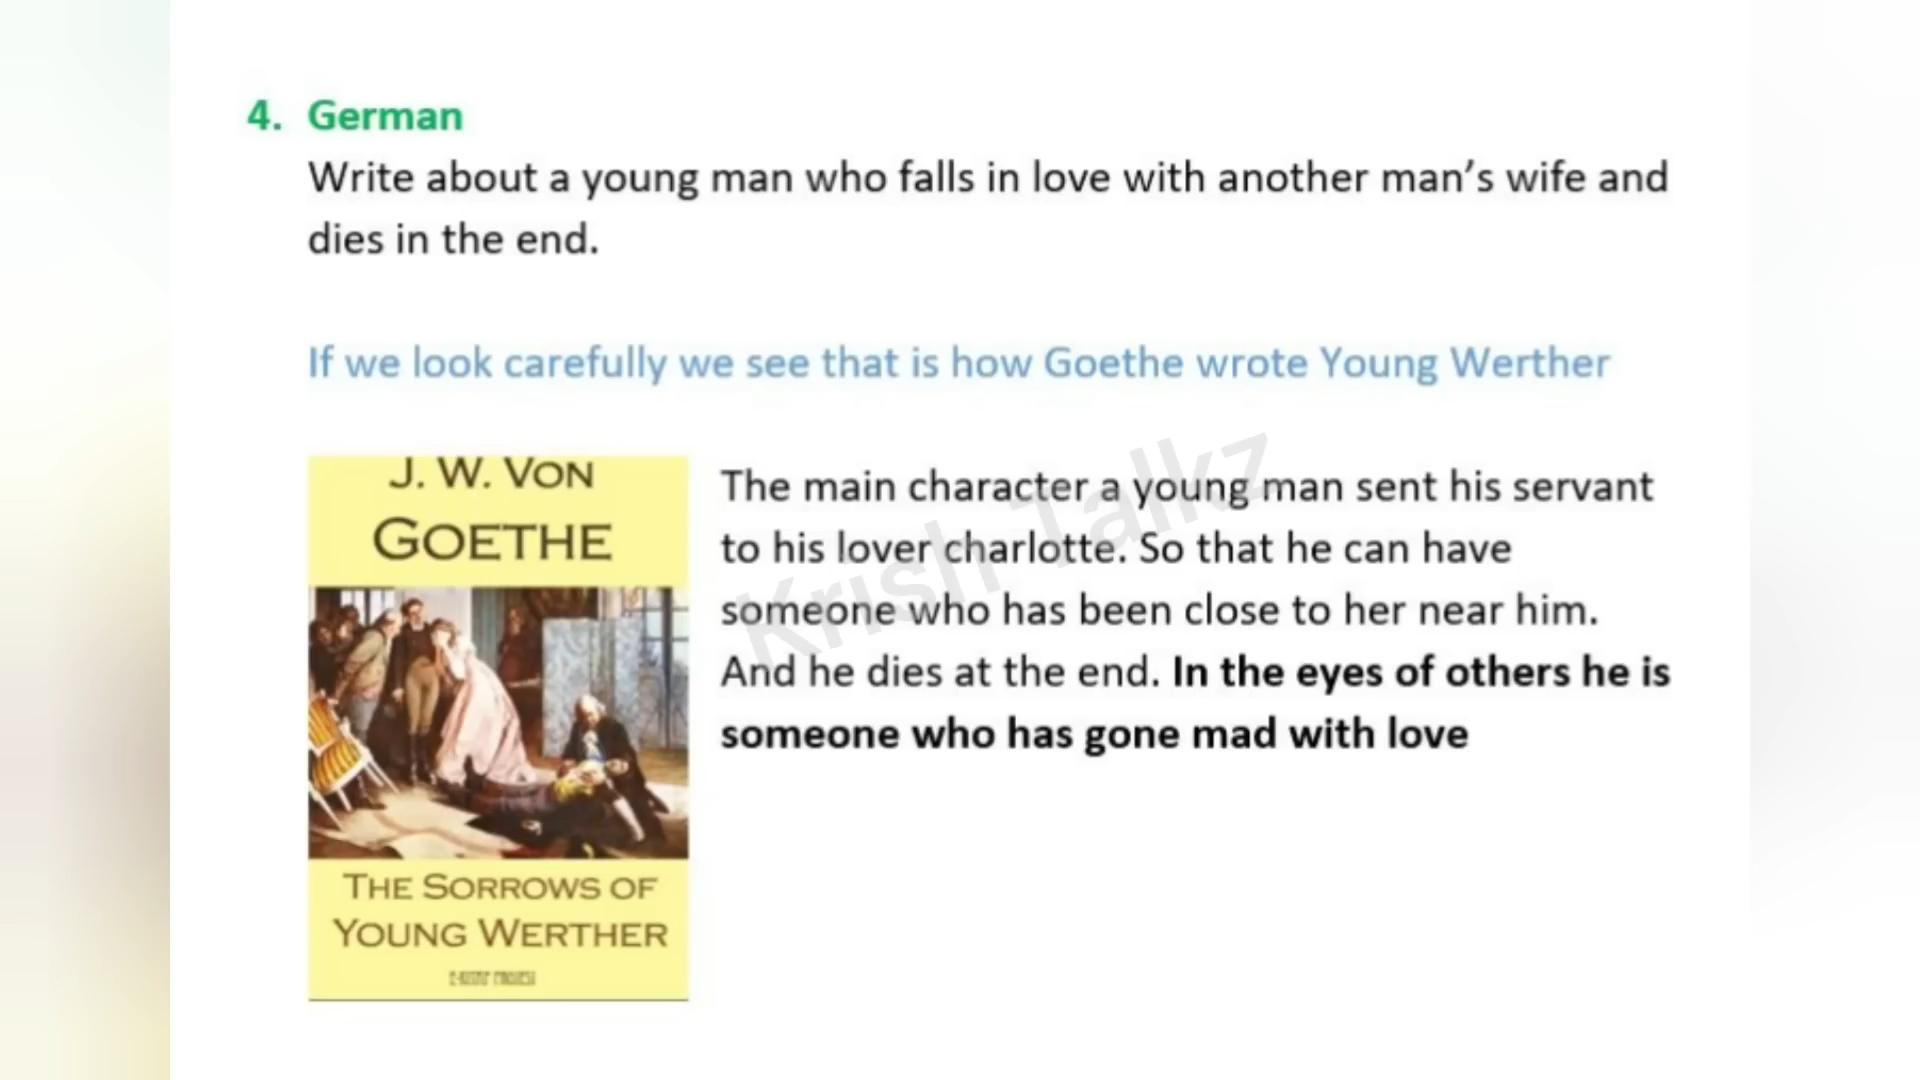 4. German
Write about a young man who falls in love with another man’s wife and
dies in the end.
If we look carefully we see that is how Goethe wrote Young Werther
J. W. VON
GOETHE
THE SORROWS OF
YOUNG WERTHER
The main character a young man sent his servant
to his lover charlotte. So that he can have
someone who has been close to her near him.
And he dies at the end. In the eyes of others he is
someone who has gone mad with love
Krish Talkz